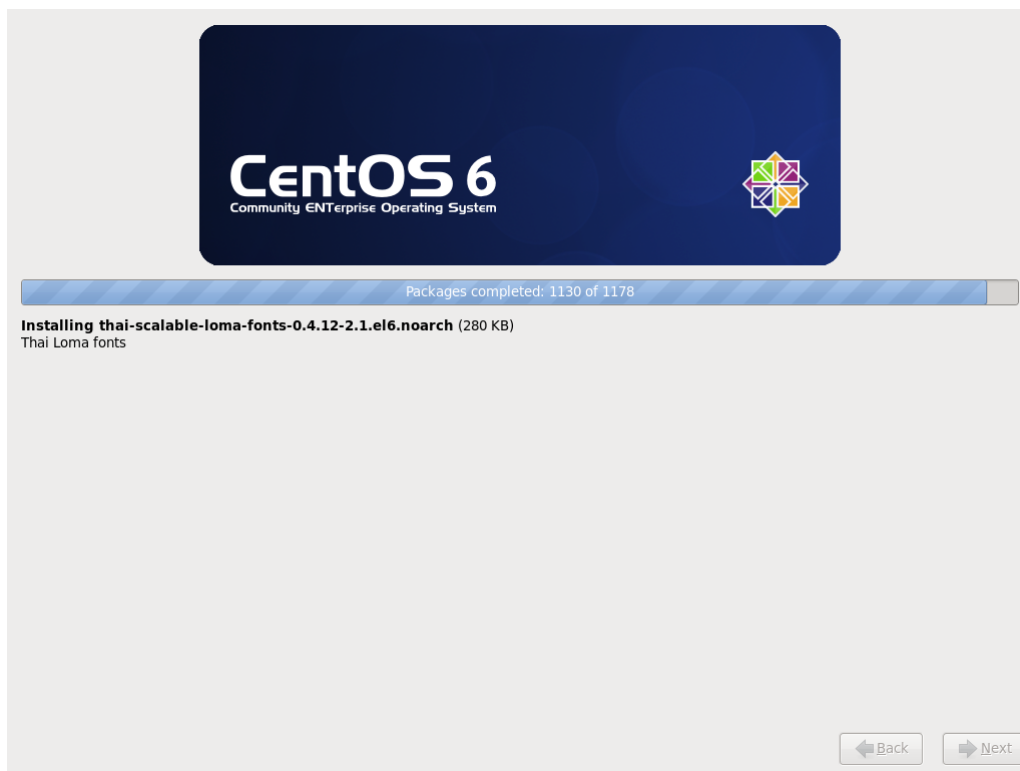 CentOS 6
Community ENTerprise Operating System
Packages completed: 1130 of 1178
Installing thai-scalable-loma-fonts-0.4.12-2.1.el6.noarch (280 KB)
Thai Loma fonts
Back Next